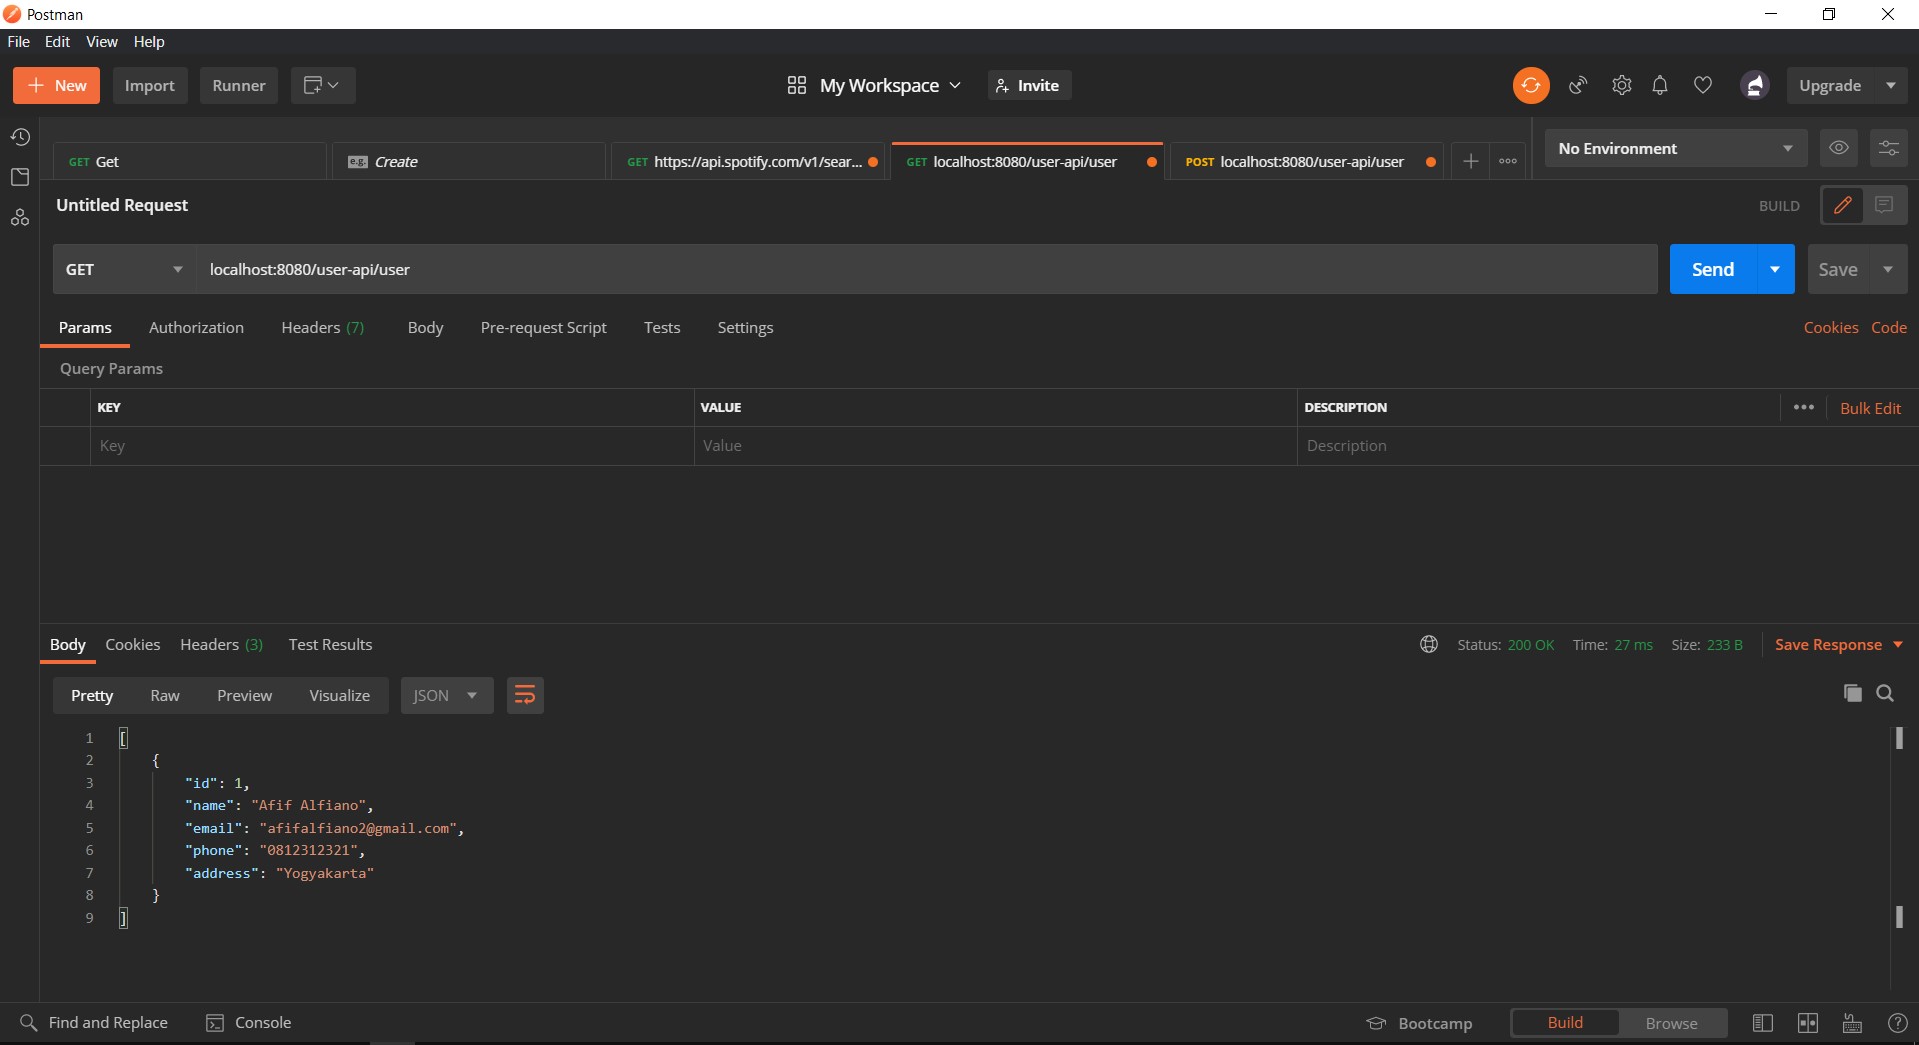 Postman
File Edit View Help
New Import Runner My Workspace Invite Upgrade
GET Get e.g. Create GET https://api.spotify.com/v1/sear... GET localhost:8080/user-api/user POST localhost:8080/user-api/user No Environment
Untitled Request BUILD
GET localhost:8080/user-api/user Send Save
Params Authorization Headers (7) Body Pre-request Script Tests Settings Cookies Code
Query Params
KEY VALUE DESCRIPTION Bulk Edit
Key Value Description
Body Cookies Headers (3) Test Results Status: 200 OK Time: 27 ms Size: 233 B Save Response
Pretty Raw Preview Visualize JSON
1 [
2 {
3 "id": 1,
4 "name": "Afif Alfiano",
5 "email": "afifalfiano2@gmail.com",
6 "phone": "0812312321",
7 "address": "Yogyakarta"
8 }
9 ]
Find and Replace Console Bootcamp Build Browse